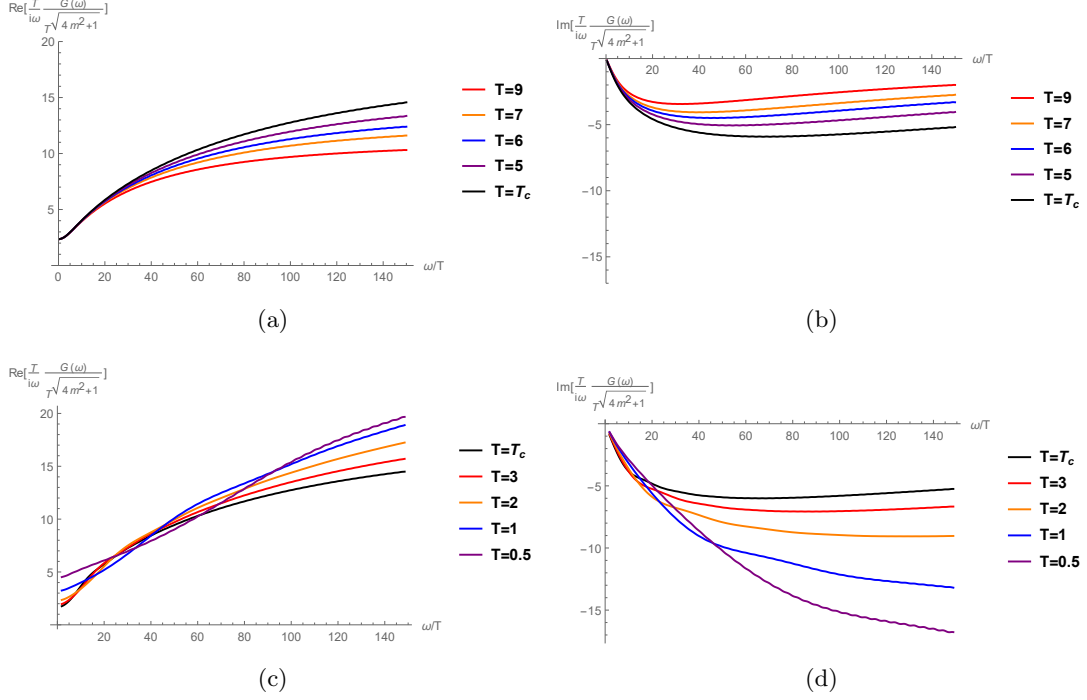 Re[T/iω G(ω)/T√4m²+1]
20
15
10
5
0 20 40 60 80 100 120 140
ω/T
T=9
T=7
T=6
T=5
T=Tc
(a)
Im[T/iω G(ω)/T√4m²+1]
ω/T
20 40 60 80 100 120 140
−5
−10
−15
T=9
T=7
T=6
T=5
T=Tc
(b)
Re[T/iω G(ω)/T√4m²+1]
20
15
10
5
20 40 60 80 100 120 140
ω/T
T=Tc
T=3
T=2
T=1
T=0.5
(c)
Im[T/iω G(ω)/T√4m²+1]
ω/T
20 40 60 80 100 120 140
−5
−10
−15
T=Tc
T=3
T=2
T=1
T=0.5
(d)